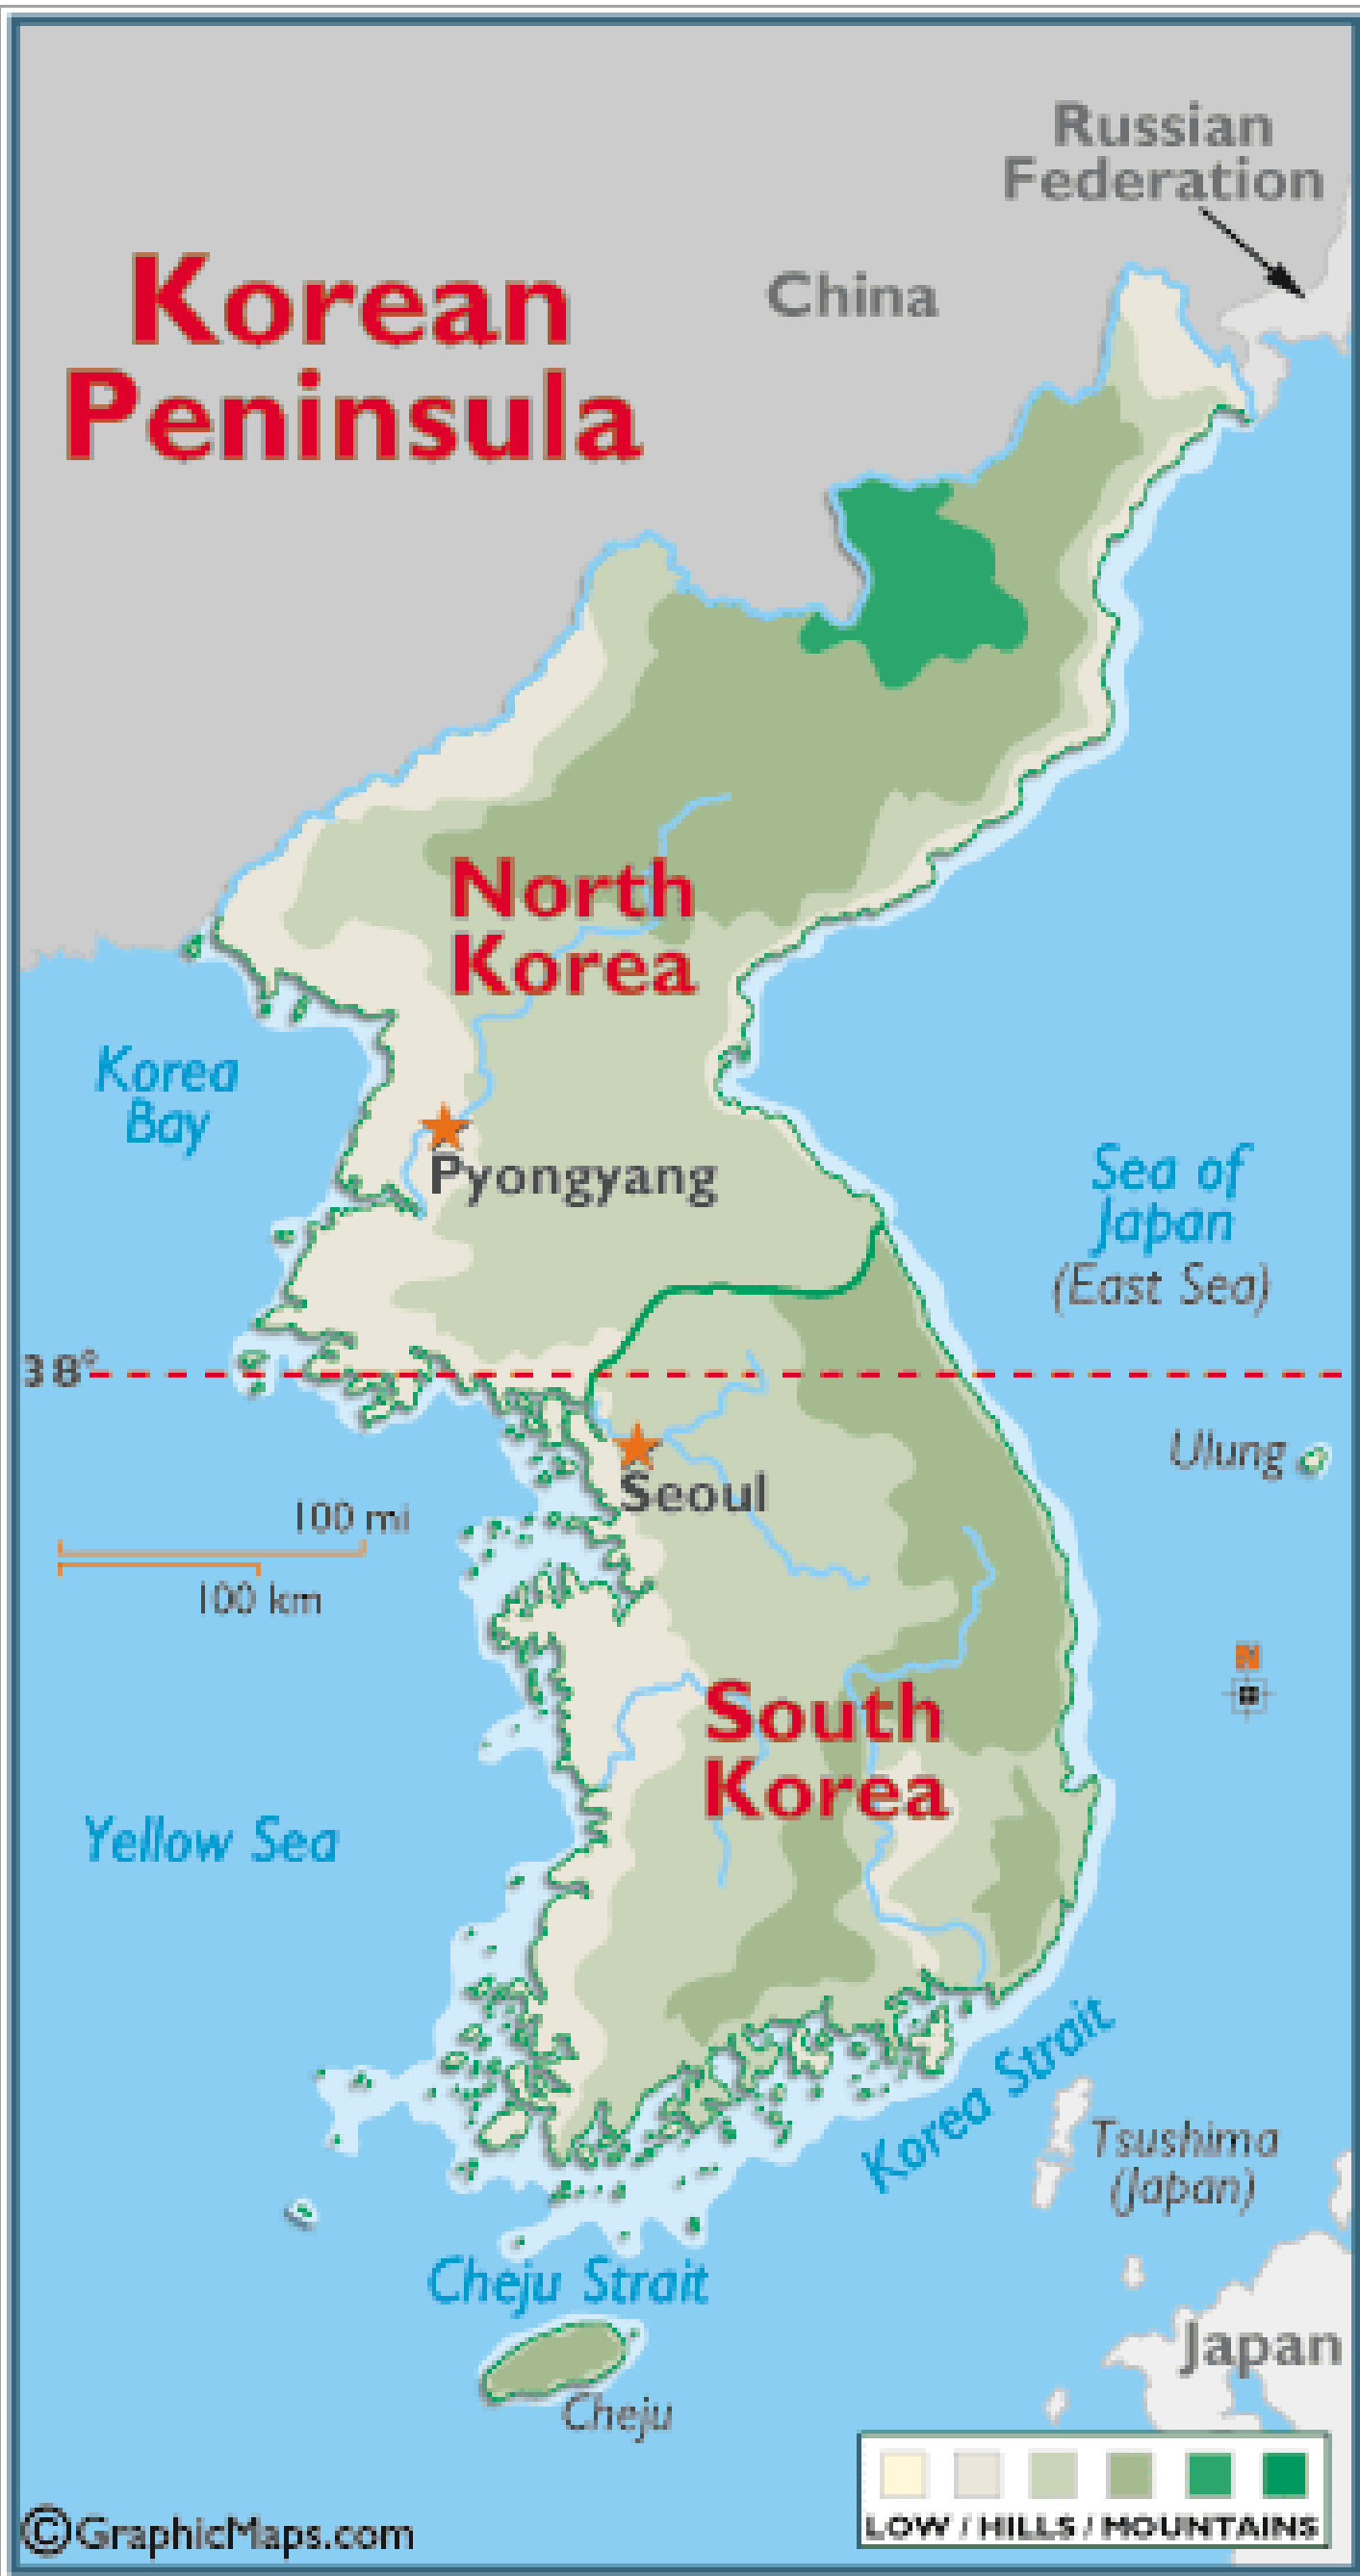 Russian
Federation
China
Korean
Peninsula
North
Korea
Korea
Bay
Pyongyang
Sea of
Japan
(East Sea)
38°
Ulung
Seoul
100 mi
100 km
N
South
Korea
Yellow Sea
Korea Strait
Tsushima
(Japan)
Cheju Strait
Japan
Cheju
LOW / HILLS / MOUNTAINS
©GraphicMaps.com